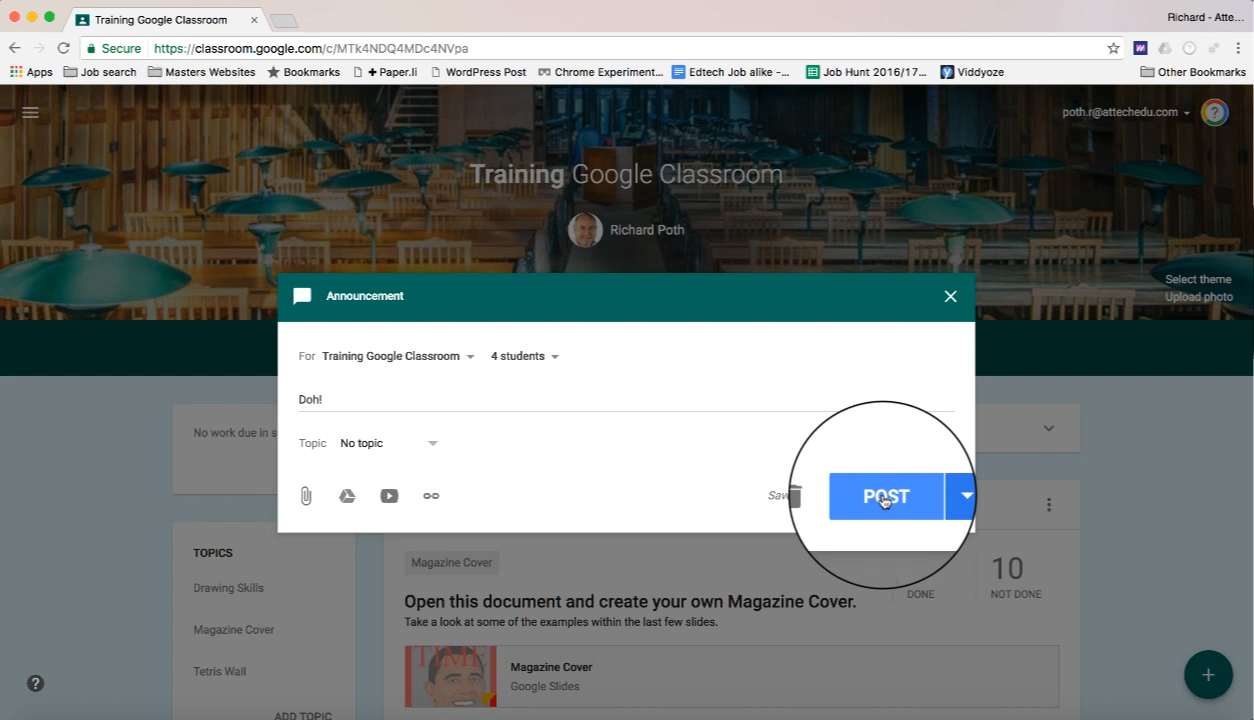 Training Google Classroom
Richard - Atte...
Secure https://classroom.google.com/c/MTk4NDQ4MDc4NVpa
Apps Job search Masters Websites Bookmarks + Paper.li WordPress Post Chrome Experiment... Edtech Job alike -... Job Hunt 2016/17... Viddyoze Other Bookmarks
poth.r@attechedu.com
Training Google Classroom
Richard Poth
Select theme
Upload photo
Announcement
For Training Google Classroom 4 students
Doh!
No work due in s
Topic No topic
Sav
POST
TOPICS
Drawing Skills
Magazine Cover
Tetris Wall
ADD TOPIC
Magazine Cover
Open this document and create your own Magazine Cover.
Take a look at some of the examples within the last few slides.
DONE
10
NOT DONE
TIME
Magazine Cover
Google Slides